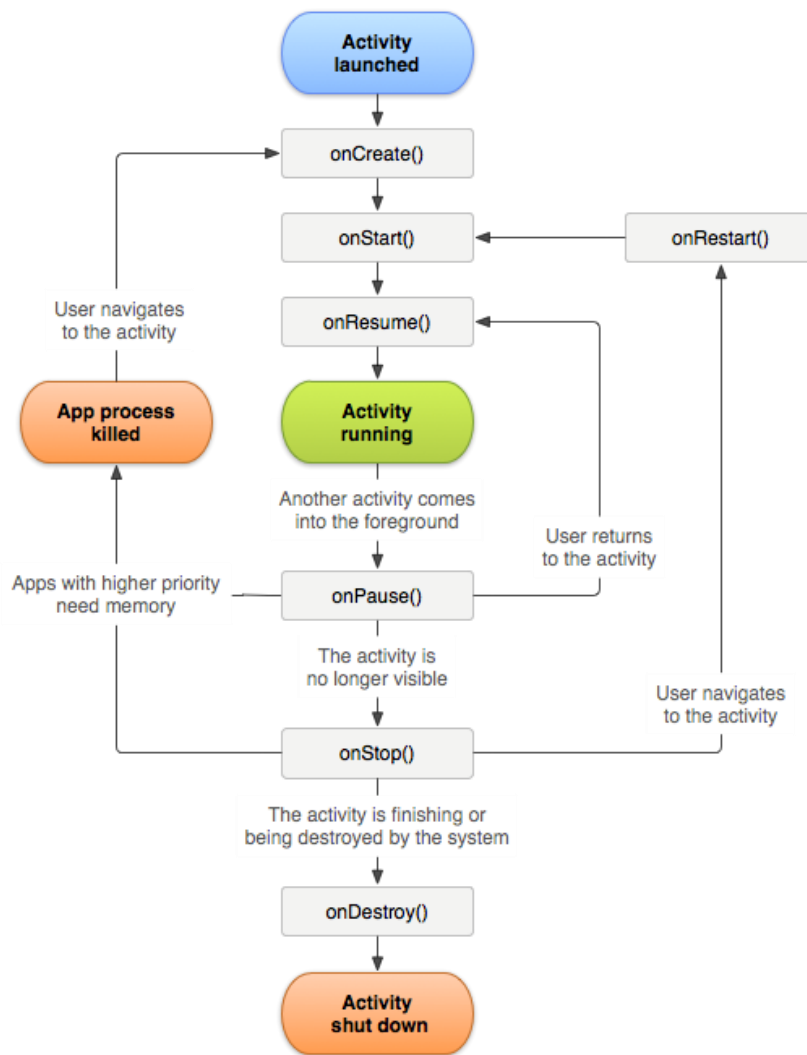 Activity
launched
onCreate()
onStart()
onRestart()
User navigates
to the activity
onResume()
App process
killed
Activity
running
Another activity comes
into the foreground
User returns
to the activity
Apps with higher priority
need memory
onPause()
The activity is
no longer visible
User navigates
to the activity
onStop()
The activity is finishing or
being destroyed by the system
onDestroy()
Activity
shut down